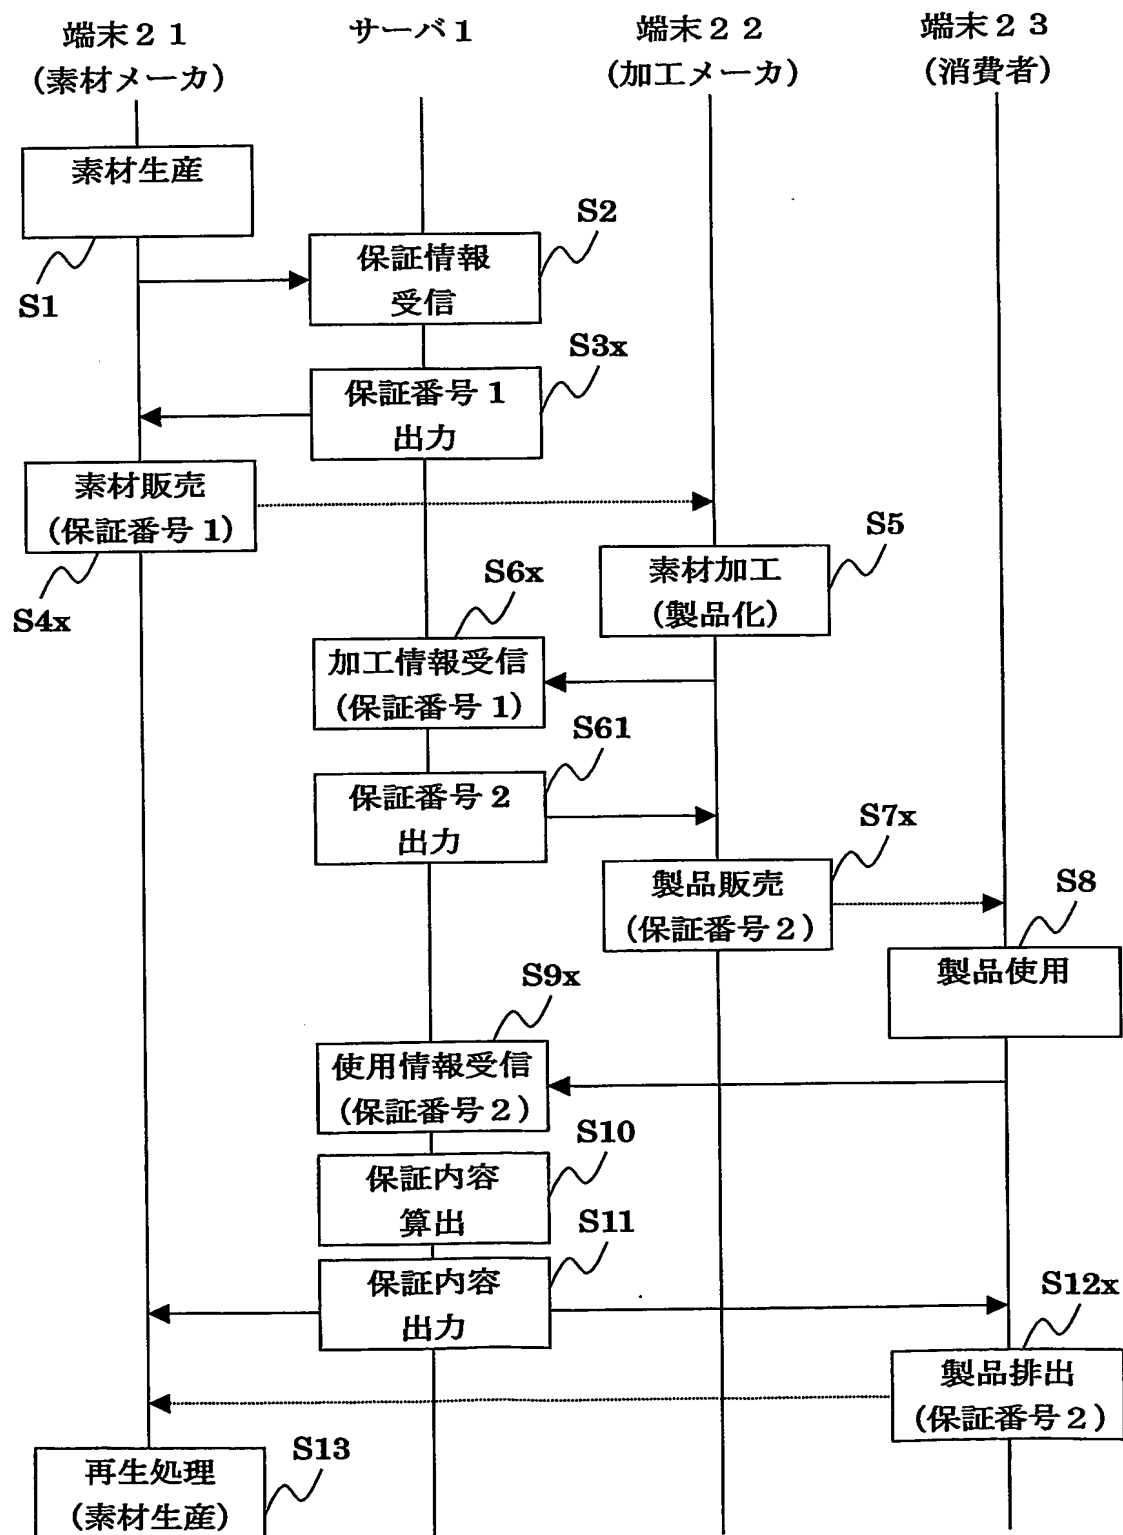 端末２１
(素材メーカ)
サーバ１
端末２２
(加工メーカ)
端末２３
(消費者)
素材生産
S1
S2
保証情報
受信
S3x
保証番号１
出力
素材販売
(保証番号１)
S4x
S5
素材加工
(製品化)
S6x
加工情報受信
(保証番号１)
S61
保証番号２
出力
S7x
製品販売
(保証番号２)
S8
製品使用
S9x
使用情報受信
(保証番号２)
S10
保証内容
算出
S11
保証内容
出力
S12x
製品排出
(保証番号２)
S13
再生処理
(素材生産)